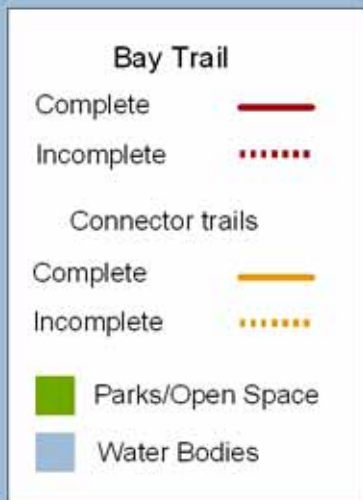 Bay Trail
Complete
Incomplete
Connector trails
Complete
Incomplete
Parks/Open Space
Water Bodies